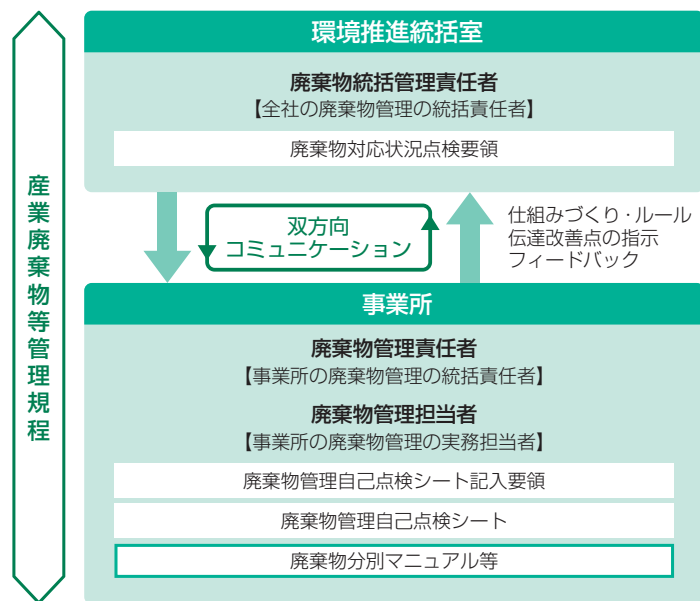 産業廃棄物等管理規程
環境推進統括室
廃棄物統括管理責任者
【全社の廃棄物管理の統括責任者】
廃棄物対応状況点検要領
双方向
コミュニケーション
仕組みづくり・ルール
伝達改善点の指示
フィードバック
事業所
廃棄物管理責任者
【事業所の廃棄物管理の統括責任者】
廃棄物管理担当者
【事業所の廃棄物管理の実務担当者】
廃棄物管理自己点検シート記入要領
廃棄物管理自己点検シート
廃棄物分別マニュアル等